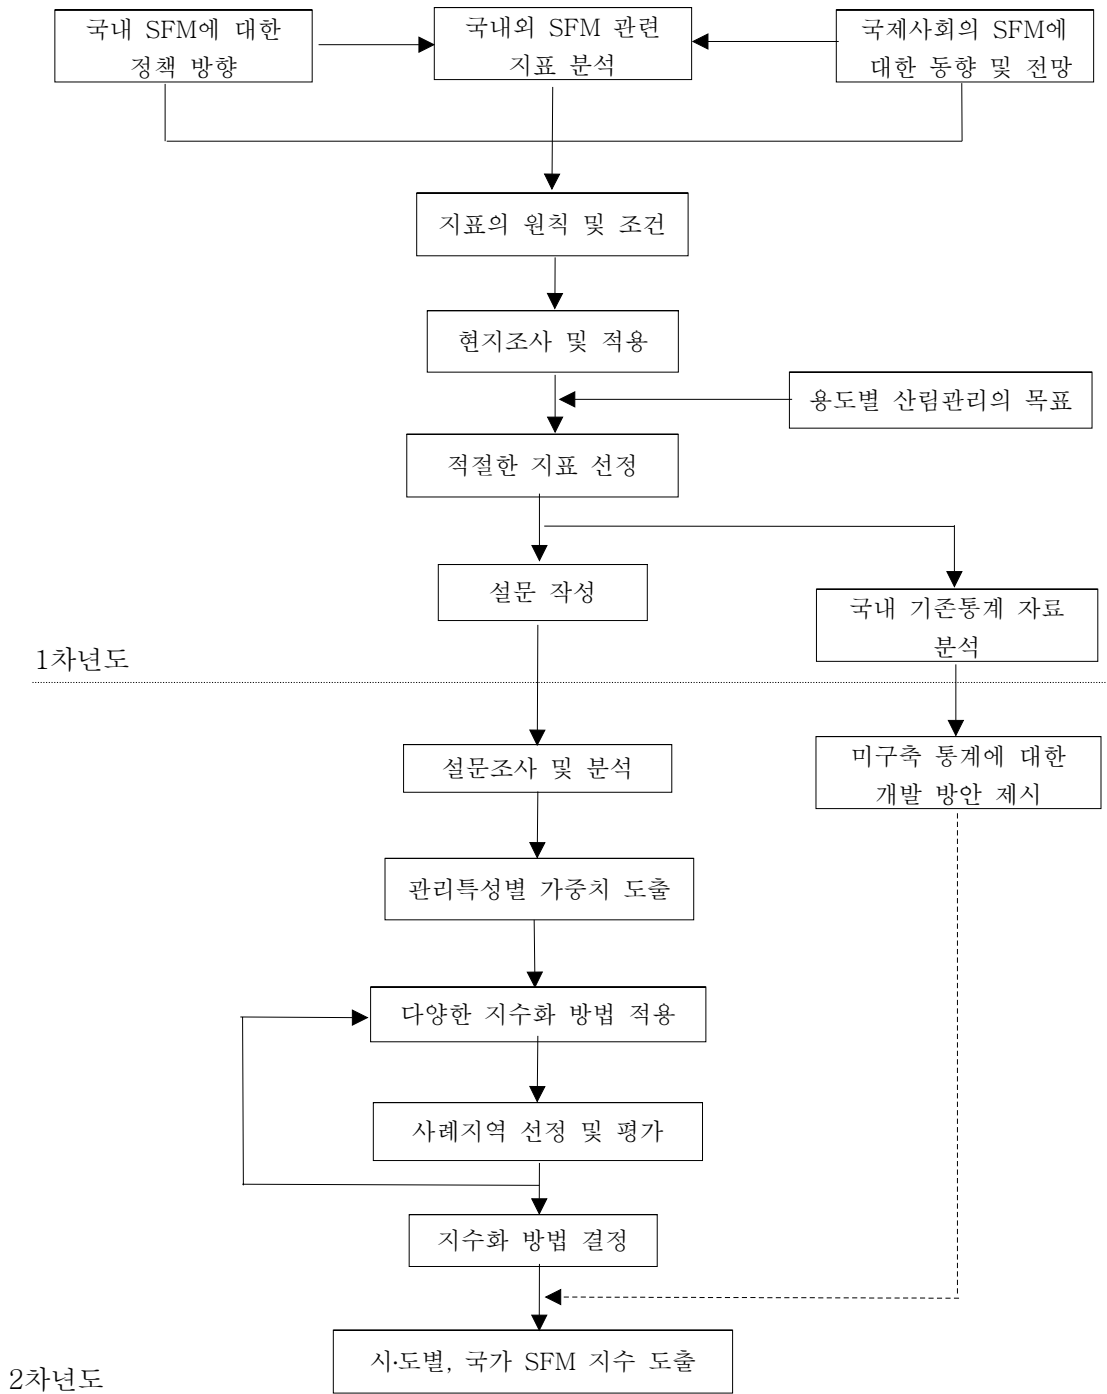 국내 SFM에 대한
정책 방향
국내외 SFM 관련
지표 분석
국제사회의 SFM에
대한 동향 및 전망
지표의 원칙 및 조건
현지조사 및 적용
용도별 산림관리의 목표
적절한 지표 선정
설문 작성
국내 기존통계 자료
분석
1차년도
설문조사 및 분석
미구축 통계에 대한
개발 방안 제시
관리특성별 가중치 도출
다양한 지수화 방법 적용
사례지역 선정 및 평가
지수화 방법 결정
시·도별, 국가 SFM 지수 도출
2차년도